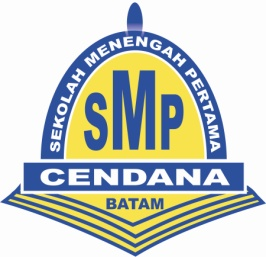 SEKOLAH MENENGAH PERTAMA
SMP
CENDANA
BATAM